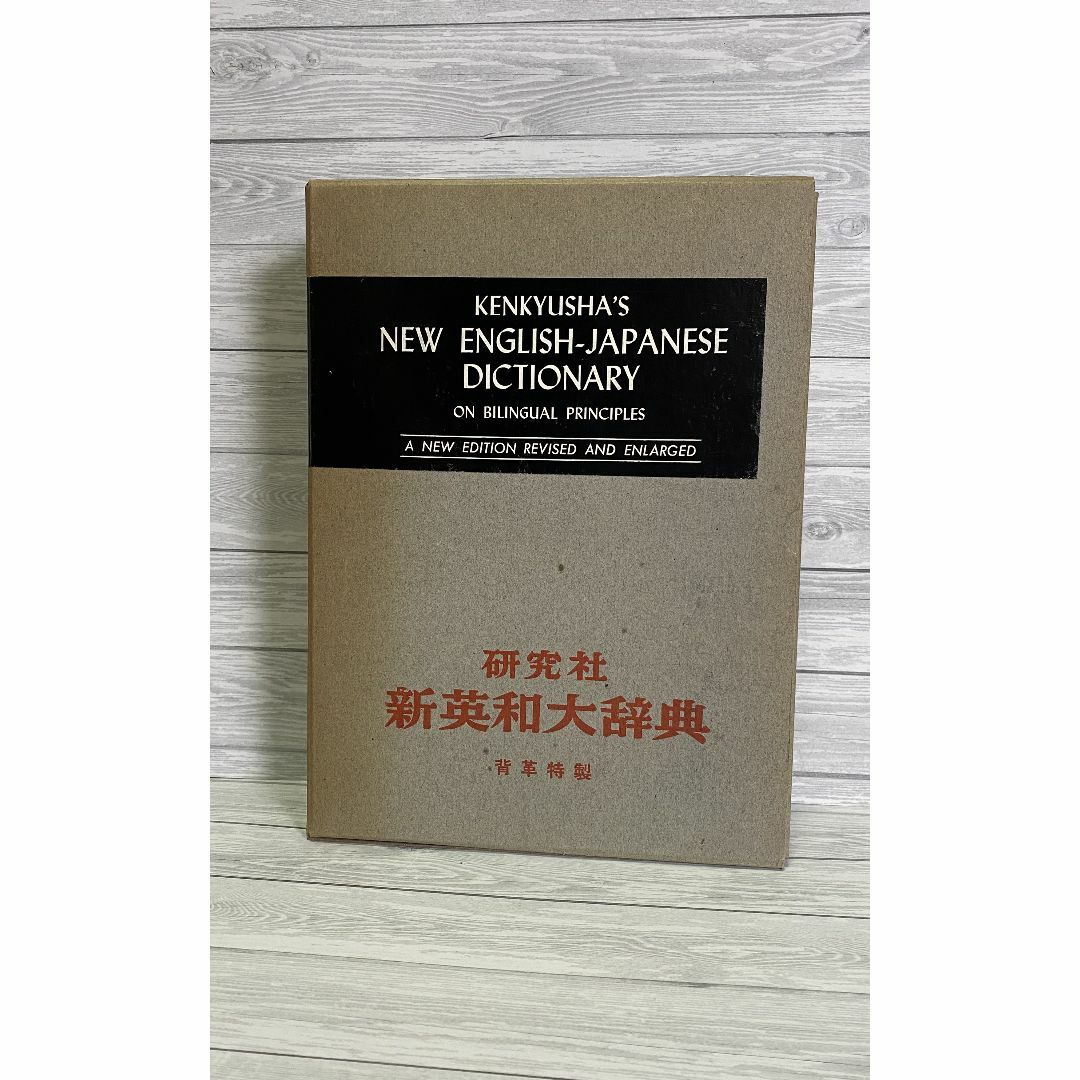 KENKYUSHA'S
NEW ENGLISH-JAPANESE
DICTIONARY
ON BILINGUAL PRINCIPLES
A NEW EDITION REVISED AND ENLARGED
研究社
新英和大辞典
背革特製